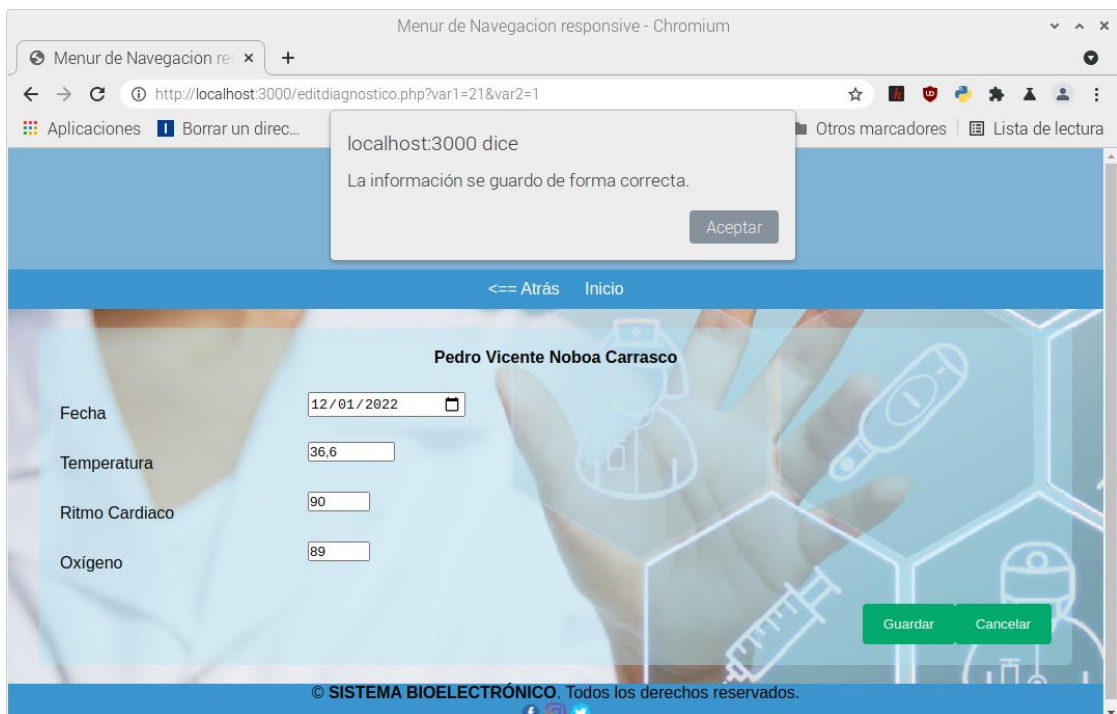 Menur de Navegacion responsive - Chromium
Menur de Navegacion re
http://localhost:3000/editdiagnostico.php?var1=21&var2=1
Aplicaciones
Borrar un direc...
Otros marcadores
Lista de lectura
localhost:3000 dice
La información se guardo de forma correcta.
Aceptar
<== Atrás Inicio
Pedro Vicente Noboa Carrasco
Fecha 12/01/2022
Temperatura 36,6
Ritmo Cardiaco 90
Oxígeno 89
Guardar Cancelar
© SISTEMA BIOELECTRÓNICO. Todos los derechos reservados.